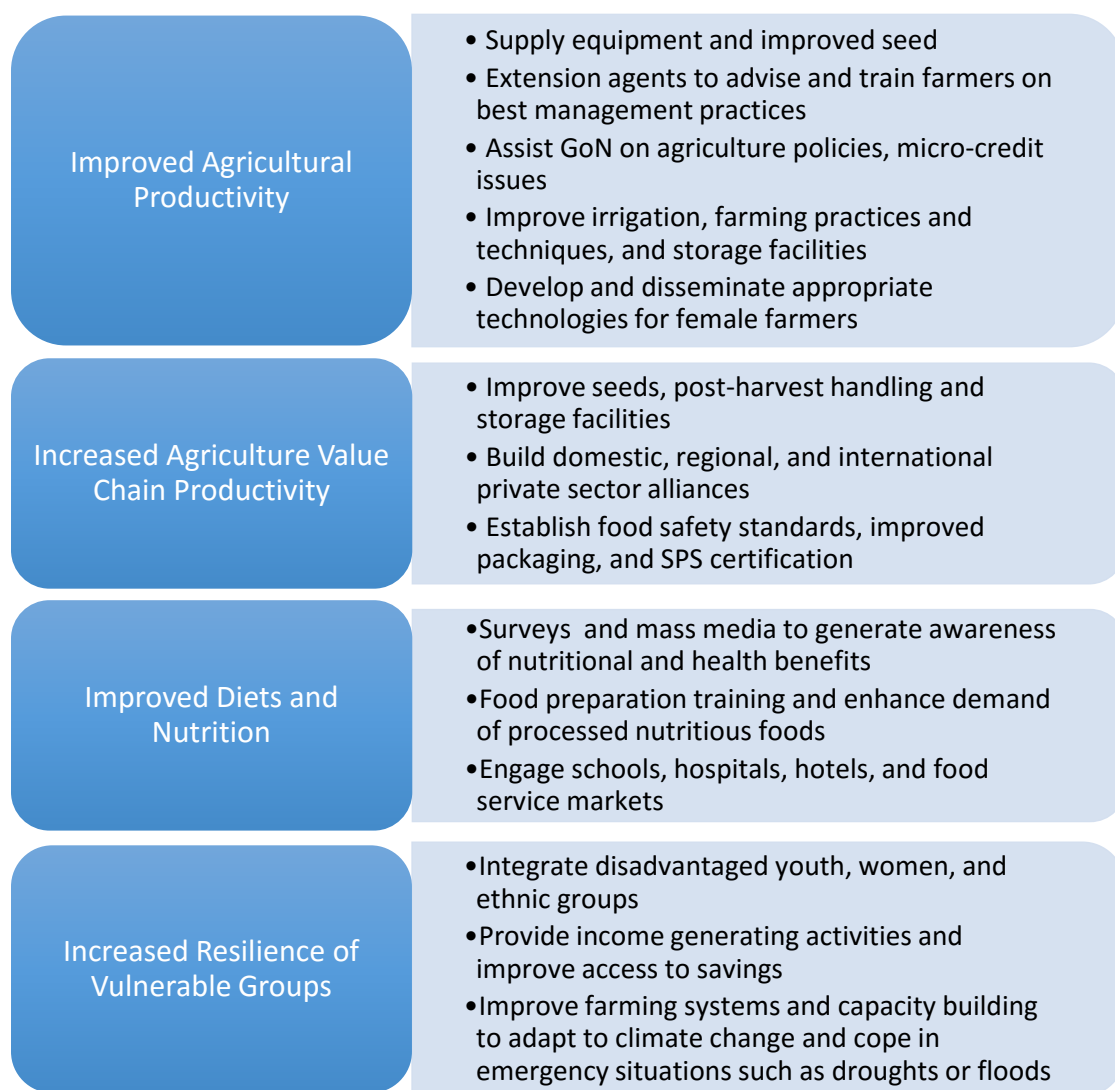 Improved Agricultural
Productivity
• Supply equipment and improved seed
• Extension agents to advise and train farmers on
best management practices
• Assist GoN on agriculture policies, micro-credit
issues
• Improve irrigation, farming practices and
techniques, and storage facilities
• Develop and disseminate appropriate
technologies for female farmers
Increased Agriculture Value
Chain Productivity
• Improve seeds, post-harvest handling and
storage facilities
• Build domestic, regional, and international
private sector alliances
• Establish food safety standards, improved
packaging, and SPS certification
Improved Diets and
Nutrition
•Surveys and mass media to generate awareness
of nutritional and health benefits
•Food preparation training and enhance demand
of processed nutritious foods
•Engage schools, hospitals, hotels, and food
service markets
Increased Resilience of
Vulnerable Groups
•Integrate disadvantaged youth, women, and
ethnic groups
•Provide income generating activities and
improve access to savings
•Improve farming systems and capacity building
to adapt to climate change and cope in
emergency situations such as droughts or floods